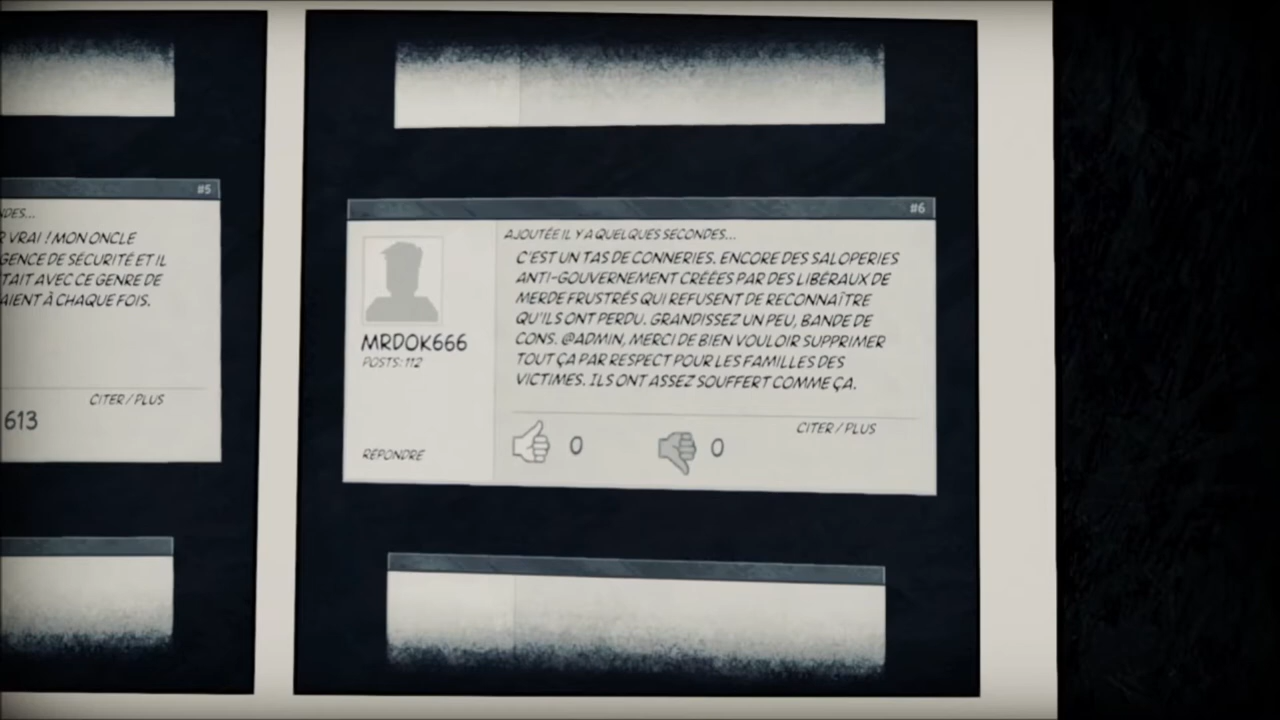 #5
! MON ONCLE
GENCE DE SÉCURITÉ ET IL
TAIT AVEC CE GENRE DE
AIENT À CHAQUE FOIS.
CITER / PLUS
613
#6
AJOUTÉE IL Y A QUELQUES SECONDES...
C'EST UN TAS DE CONNERIES. ENCORE DES SALOPERIES
ANTI-GOUVERNEMENT CRÉÉES PAR DES LIBÉRAUX DE
MERDE FRUSTRÉS QUI REFUSENT DE RECONNAÎTRE
QU'ILS ONT PERDU. GRANDISSEZ UN PEU, BANDE DE
CONS. @ADMIN, MERCI DE BIEN VOULOIR SUPPRIMER
TOUT ÇA PAR RESPECT POUR LES FAMILLES DES
VICTIMES. ILS ONT ASSEZ SOUFFERT COMME ÇA.
MRDOK666
POSTS: 112
RÉPONDRE
0
0
CITER / PLUS